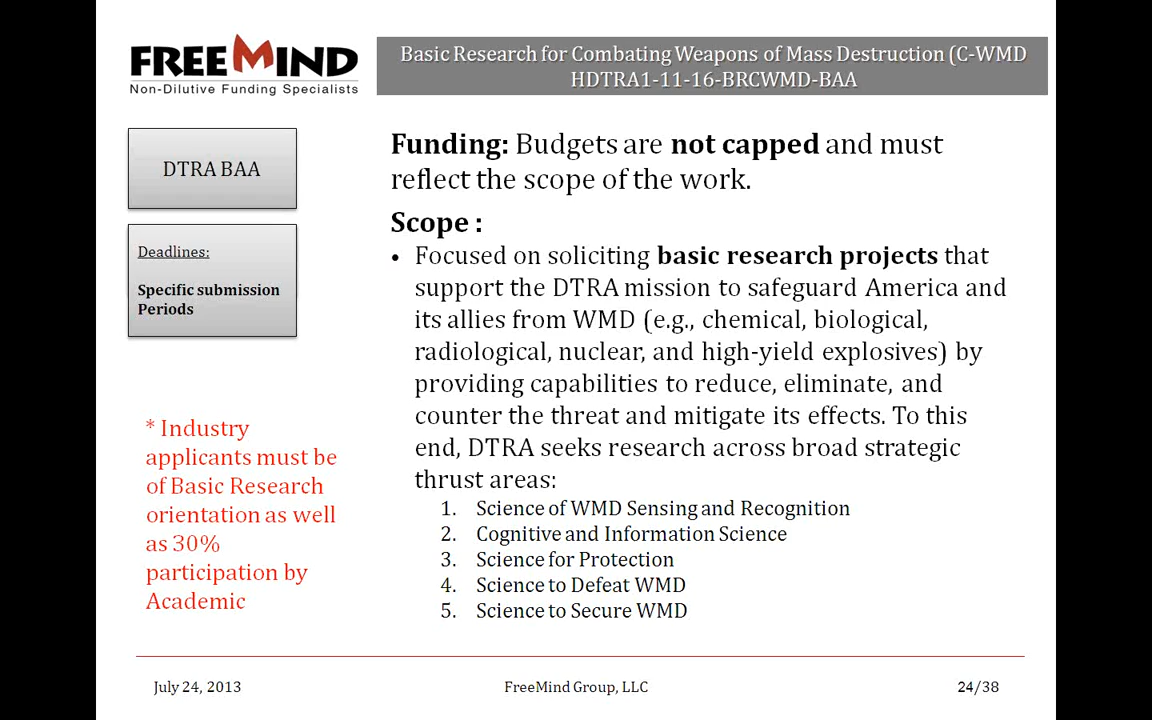 FREEMIND
Non-Dilutive Funding Specialists
Basic Research for Combating Weapons of Mass Destruction (C-WMD
HDTRA1-11-16-BRCWMD-BAA
DTRA BAA
Deadlines:
Specific submission
Periods
* Industry
applicants must be
of Basic Research
orientation as well
as 30%
participation by
Academic
Funding: Budgets are not capped and must
reflect the scope of the work.
Scope :
• Focused on soliciting basic research projects that
support the DTRA mission to safeguard America and
its allies from WMD (e.g., chemical, biological,
radiological, nuclear, and high-yield explosives) by
providing capabilities to reduce, eliminate, and
counter the threat and mitigate its effects. To this
end, DTRA seeks research across broad strategic
thrust areas:
1. Science of WMD Sensing and Recognition
2. Cognitive and Information Science
3. Science for Protection
4. Science to Defeat WMD
5. Science to Secure WMD
July 24, 2013
FreeMind Group, LLC
24/38